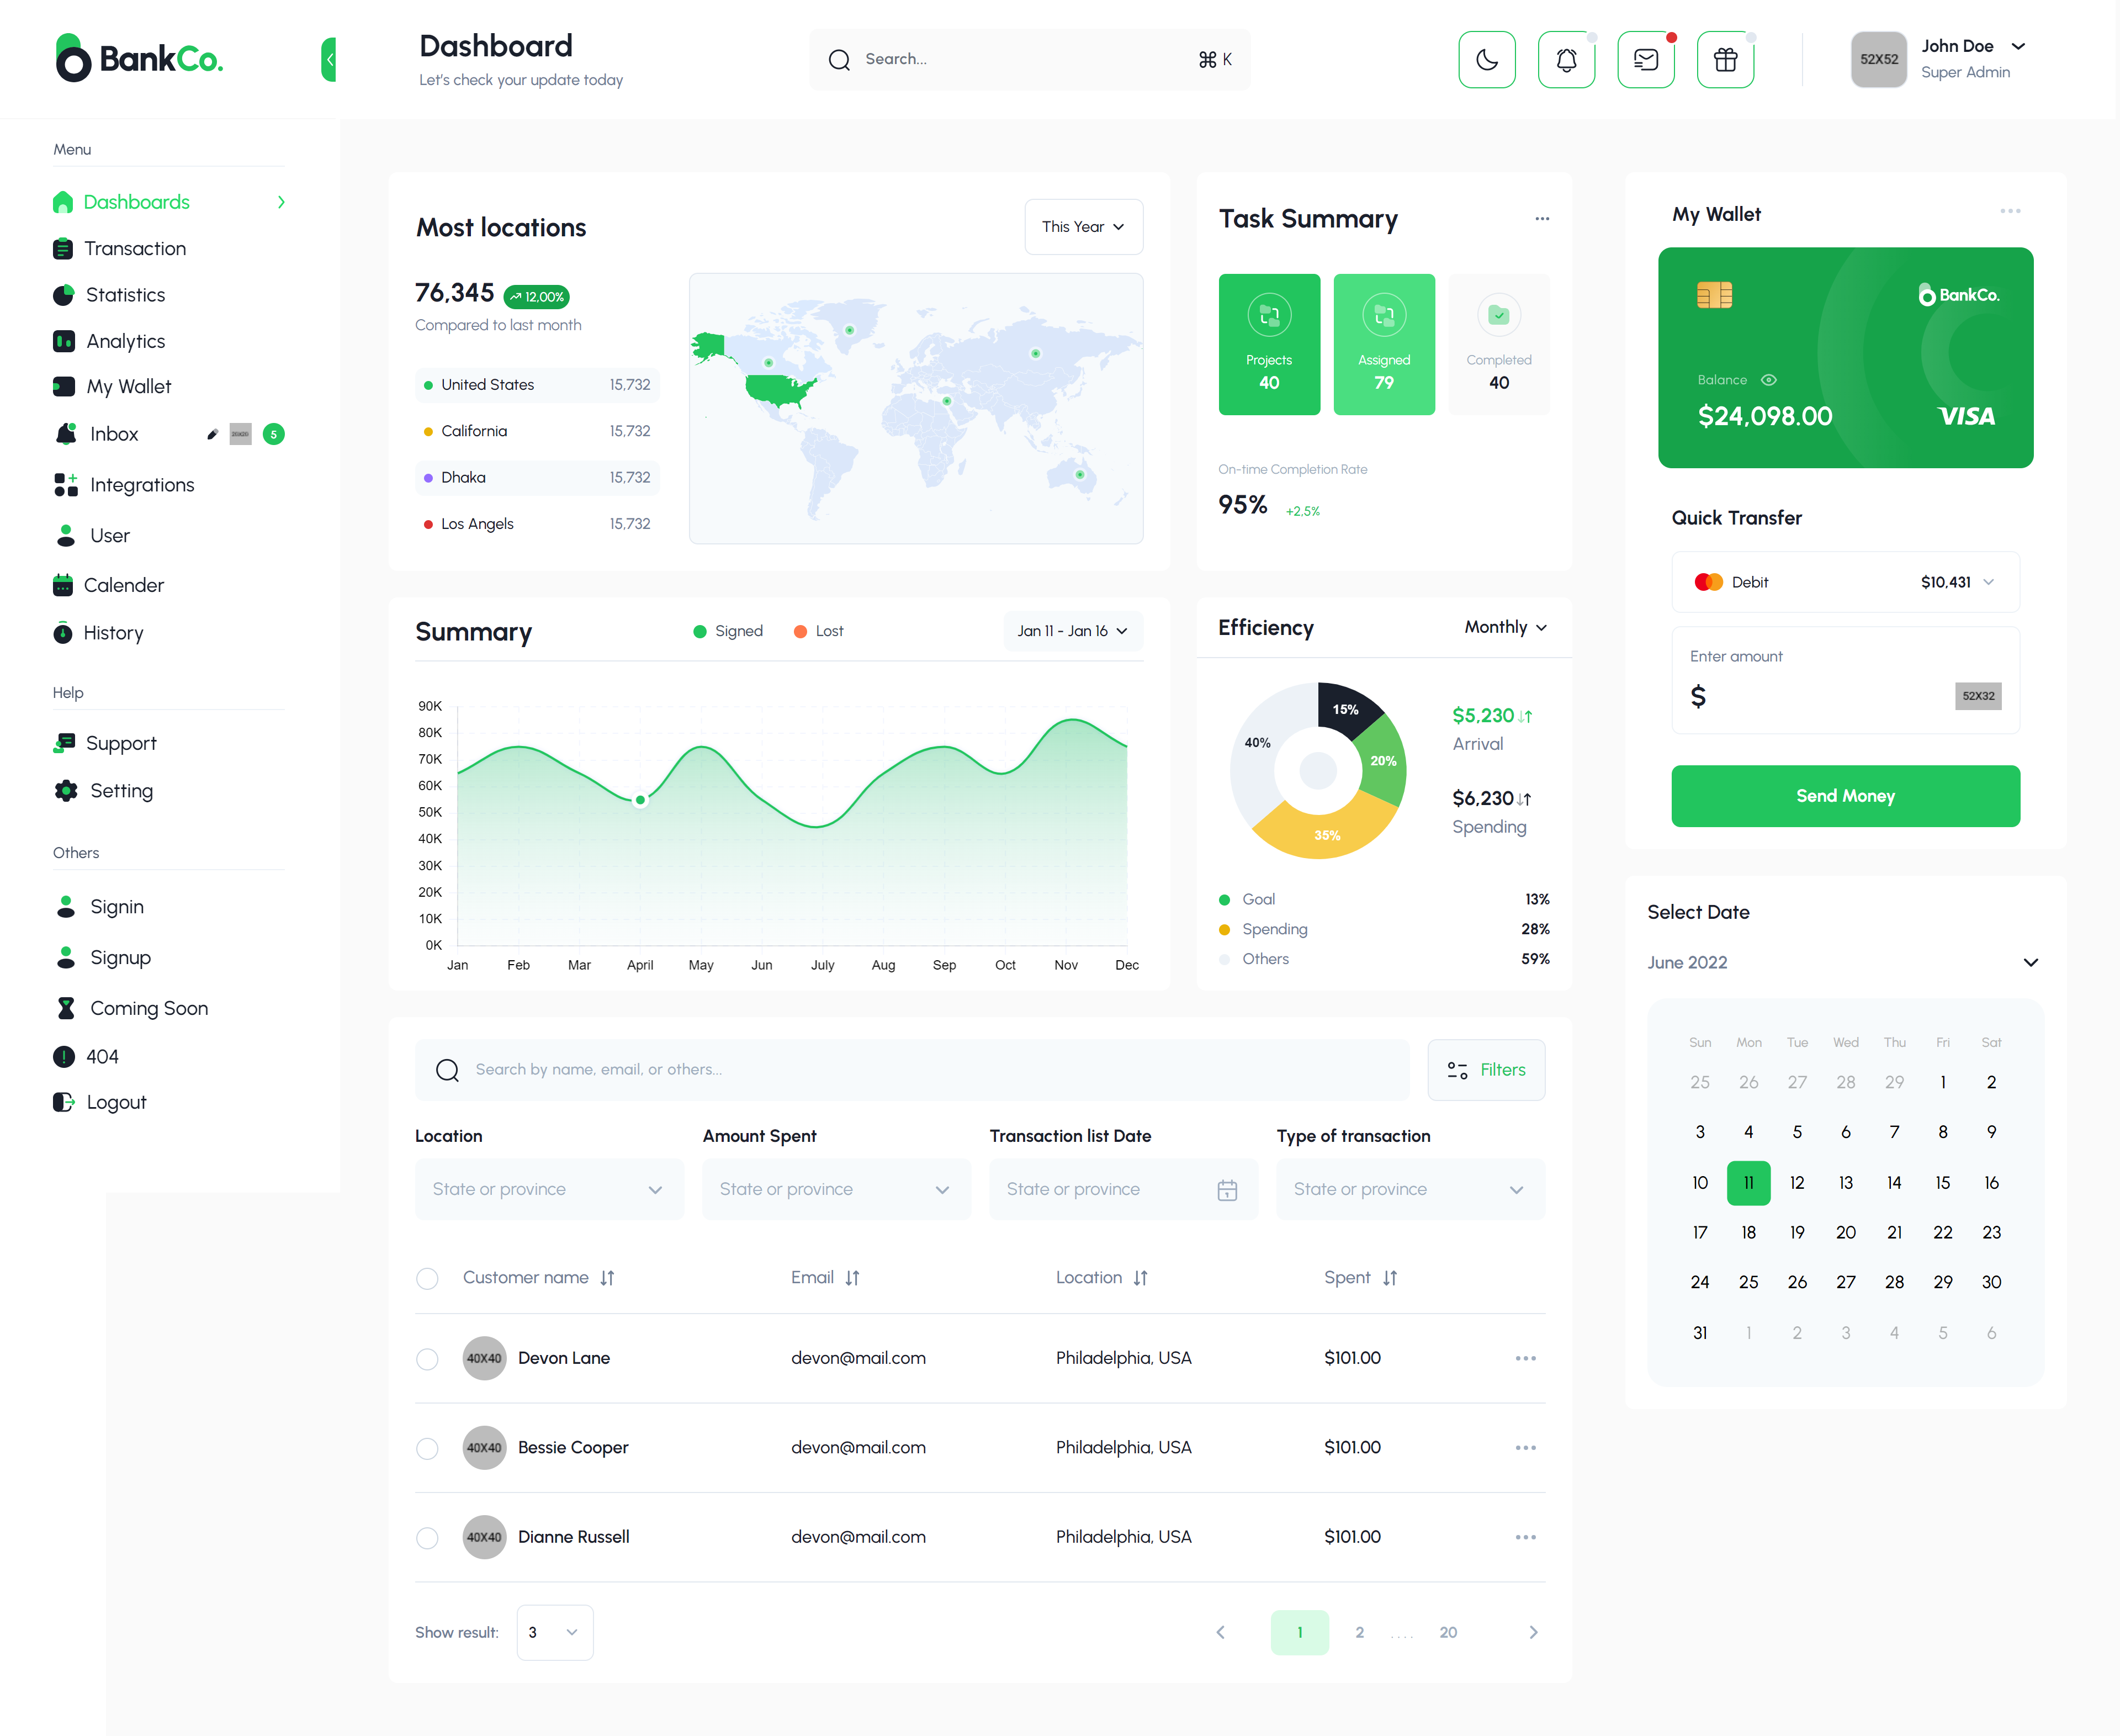 BankCo.
Dashboard
Let's check your update today
Search...
⌘ K
52X52
John Doe
Super Admin
Menu
Dashboards
Transaction
Statistics
Analytics
My Wallet
Inbox
5
Integrations
User
Calender
History
Help
Support
Setting
Others
Signin
Signup
Coming Soon
404
Logout
Most locations
This Year
76,345
12,00%
Compared to last month
United States 15,732
California 15,732
Dhaka 15,732
Los Angels 15,732
Task Summary
Projects
40
Assigned
79
Completed
40
On-time Completion Rate
95% +2,5%
My Wallet
BankCo.
Balance
$24,098.00
VISA
Quick Transfer
Debit $10,431
Enter amount
$
52X32
Send Money
Summary
Signed
Lost
Jan 11 - Jan 16
90K
80K
70K
60K
50K
40K
30K
20K
10K
0K
Jan Feb Mar April May Jun July Aug Sep Oct Nov Dec
Efficiency
Monthly
15%
20%
35%
40%
$5,230
Arrival
$6,230
Spending
Goal 13%
Spending 28%
Others 59%
Select Date
June 2022
Sun Mon Tue Wed Thu Fri Sat
25 26 27 28 29 1 2
3 4 5 6 7 8 9
10 11 12 13 14 15 16
17 18 19 20 21 22 23
24 25 26 27 28 29 30
31 1 2 3 4 5 6
Search by name, email, or others...
Filters
Location
State or province
Amount Spent
State or province
Transaction list Date
State or province
Type of transaction
State or province
Customer name Email Location Spent
40X40 Devon Lane devon@mail.com Philadelphia, USA $101.00
40X40 Bessie Cooper devon@mail.com Philadelphia, USA $101.00
40X40 Dianne Russell devon@mail.com Philadelphia, USA $101.00
Show result: 3
1 2 .... 20